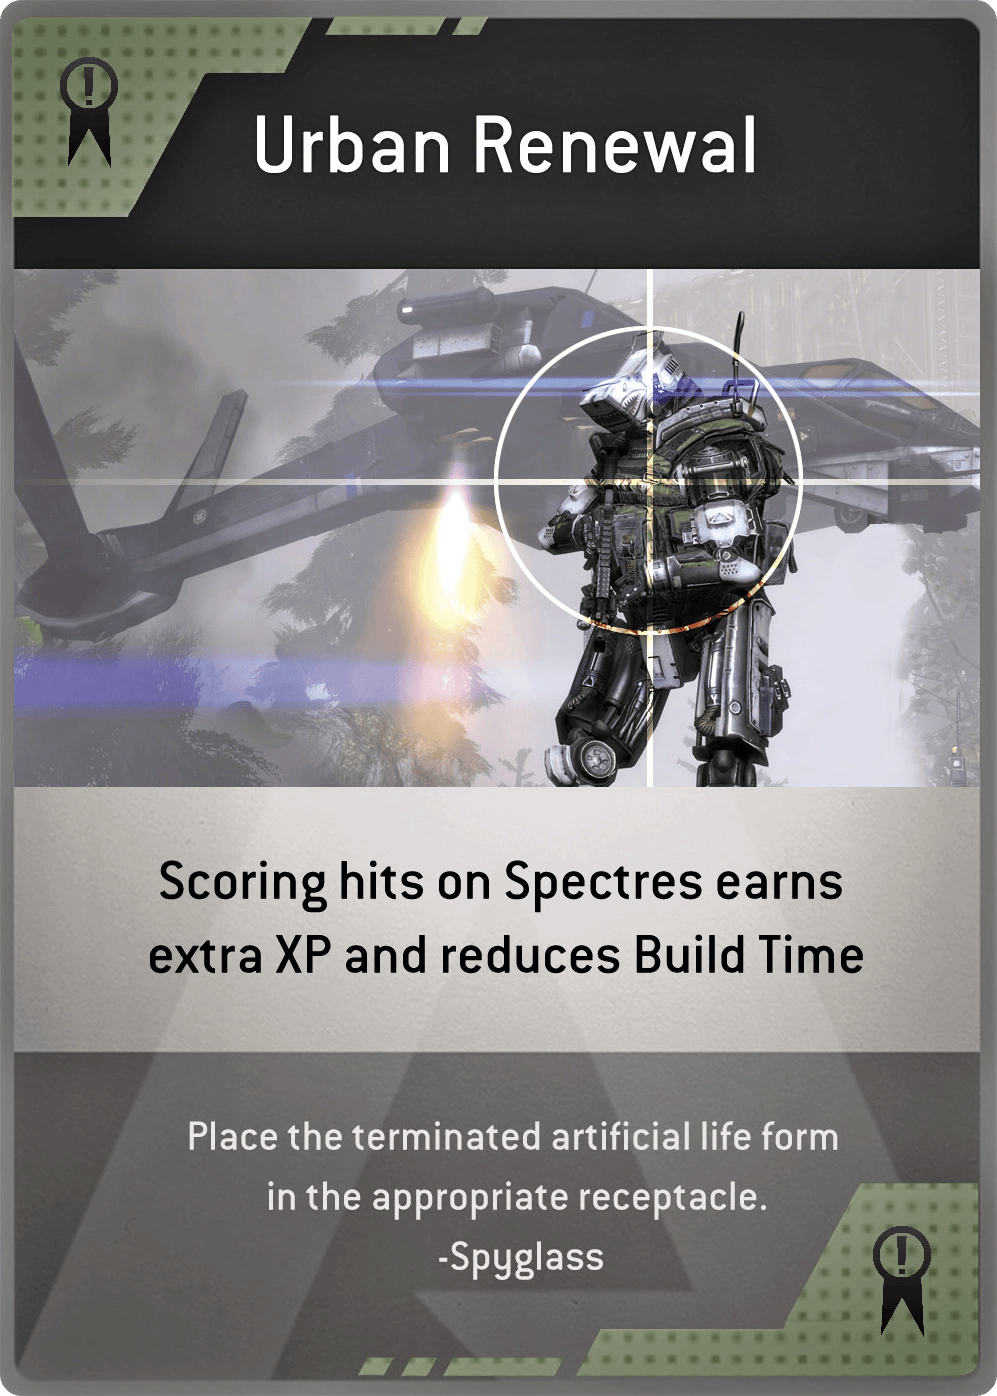 Urban Renewal
Scoring hits on Spectres earns
extra XP and reduces Build Time
Place the terminated artificial life form
in the appropriate receptacle.
-Spyglass